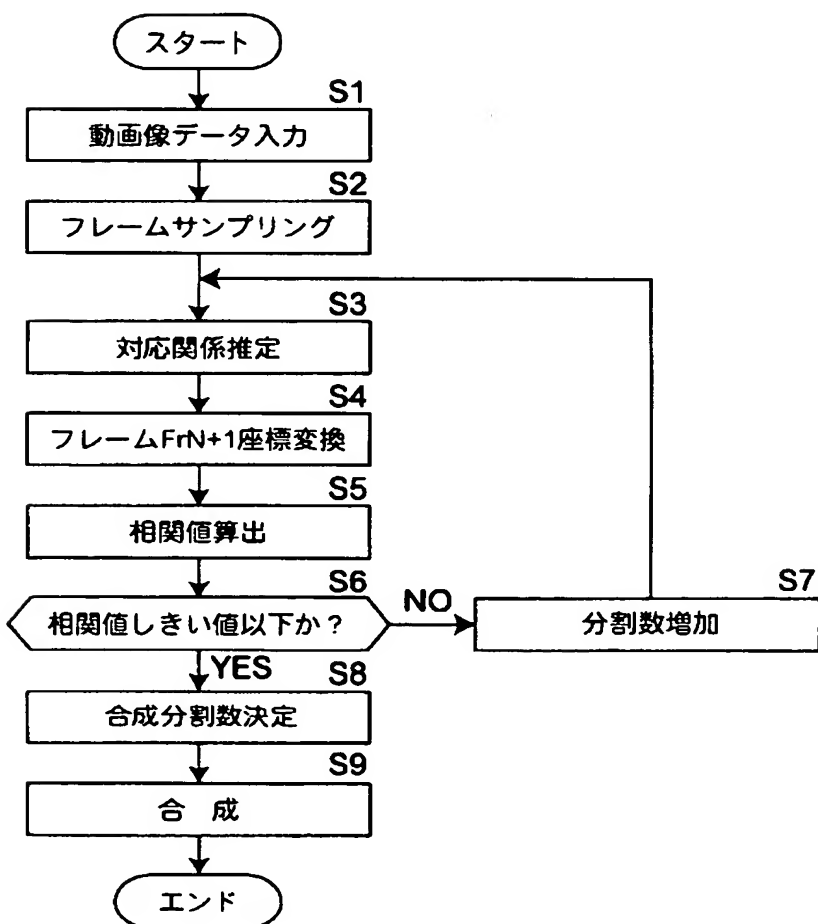 スタート
S1
動画像データ入力
S2
フレームサンプリング
S3
対応関係推定
S4
フレームFrN+1座標変換
S5
相関値算出
S6
相関値しきい値以下か？
NO
S7
分割数増加
YES
S8
合成分割数決定
S9
合 成
エンド